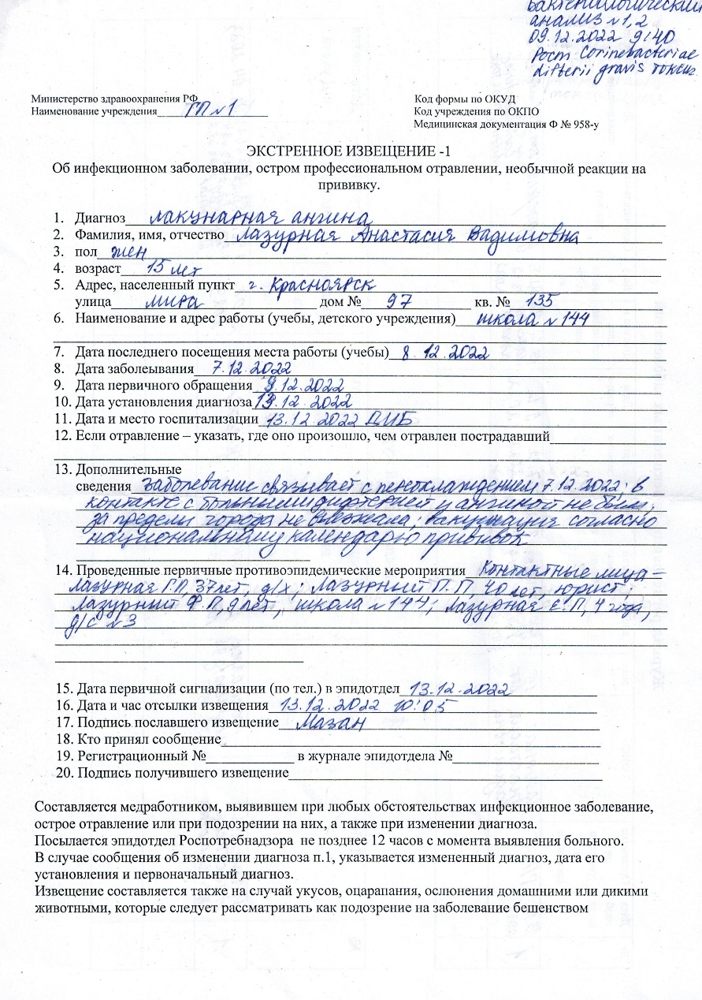 Бактериологический
анализ №1,2
09.12.2022 9:40
Рост Corinebacteriae
difterii gravis токсиг.
Министерство здравоохранения РФ
Наименование учреждения ГП №1
Код формы по ОКУД
Код учреждения по ОКПО
Медицинская документация Ф № 958-у
ЭКСТРЕННОЕ ИЗВЕЩЕНИЕ -1
Об инфекционном заболевании, остром профессиональном отравлении, необычной реакции на
прививку.
1. Диагноз лакунарная ангина
2. Фамилия, имя, отчество Лазурная Анастасия Вадимовна
3. пол жен
4. возраст 15 лет
5. Адрес, населенный пункт г. Красноярск
улица мира дом № 97 кв. № 135
6. Наименование и адрес работы (учебы, детского учреждения) школа №144
7. Дата последнего посещения места работы (учебы) 8.12.2022
8. Дата заболеывания 7.12.2022
9. Дата первичного обращения 9.12.2022
10. Дата установления диагноза 13.12.2022
11. Дата и место госпитализации 13.12.2022 ДИБ
12. Если отравление – указать, где оно произошло, чем отравлен пострадавший
13. Дополнительные
сведения Заболевание связывает с переохлаждением 7.12.2022; в
контакте с больными дифтерией и ангиной не был;
за пределы города не выезжала; вакцинация согласно
национальному календарю прививок
14. Проведенные первичные противоэпидемические мероприятия Контактные лица –
Лазурная Г.П, 37лет, д/х; Лазурный П.П, 40 лет, юрист;
Лазурный Ф.П, 9 лет, школа №144; Лазурная Е.П, 4 года,
д/с №3
15. Дата первичной сигнализации (по тел.) в эпидотдел 13.12.2022
16. Дата и час отсылки извещения 13.12.2022 10:05
17. Подпись пославшего извещение Мазан
18. Кто принял сообщение
19. Регистрационный № в журнале эпидотдела №
20. Подпись получившего извещение
Составляется медработником, выявившем при любых обстоятельствах инфекционное заболевание,
острое отравление или при подозрении на них, а также при изменении диагноза.
Посылается эпидотдел Роспотребнадзора не позднее 12 часов с момента выявления больного.
В случае сообщения об изменении диагноза п.1, указывается измененный диагноз, дата его
установления и первоначальный диагноз.
Извещение составляется также на случай укусов, оцарапания, ослюнения домашними или дикими
животными, которые следует рассматривать как подозрение на заболевание бешенством